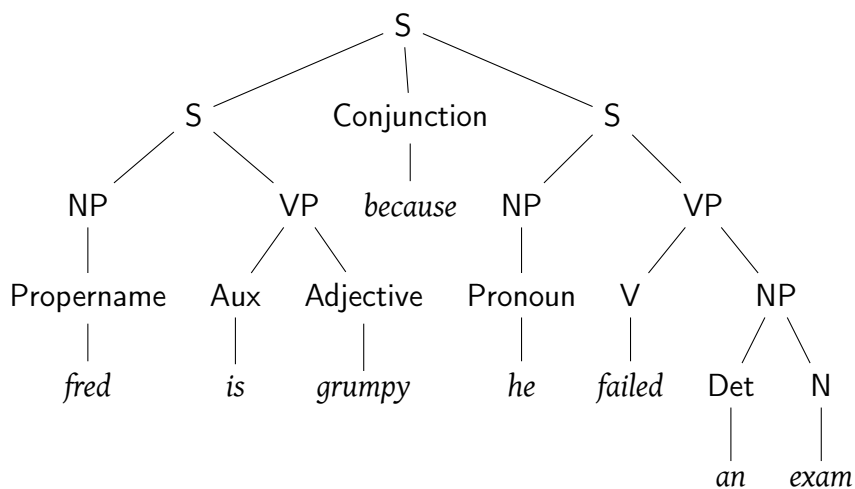 S
S Conjunction S
NP VP because NP VP
Propername Aux Adjective Pronoun V NP
fred is grumpy he failed Det N
an exam